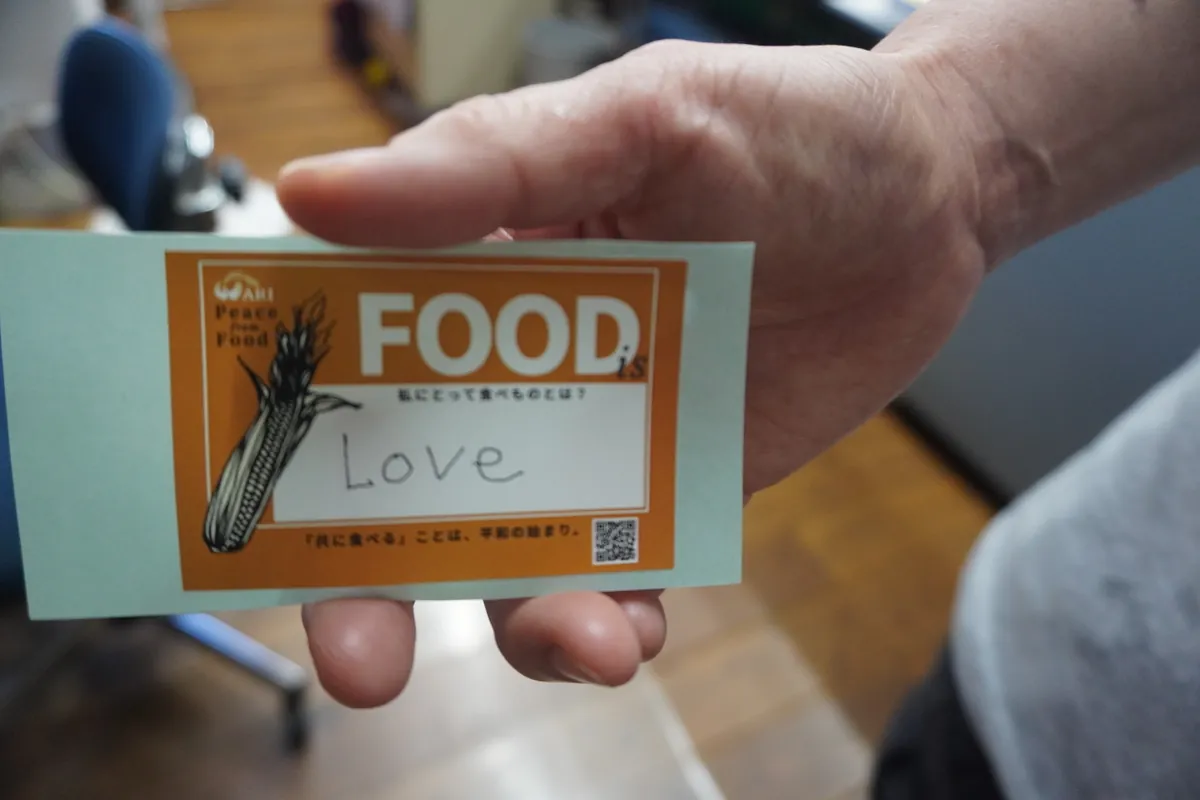 ARI
Peace
from
Food
FOOD
is
私にとって食べものとは？
Love
『共に食べる』ことは、平和の始まり。